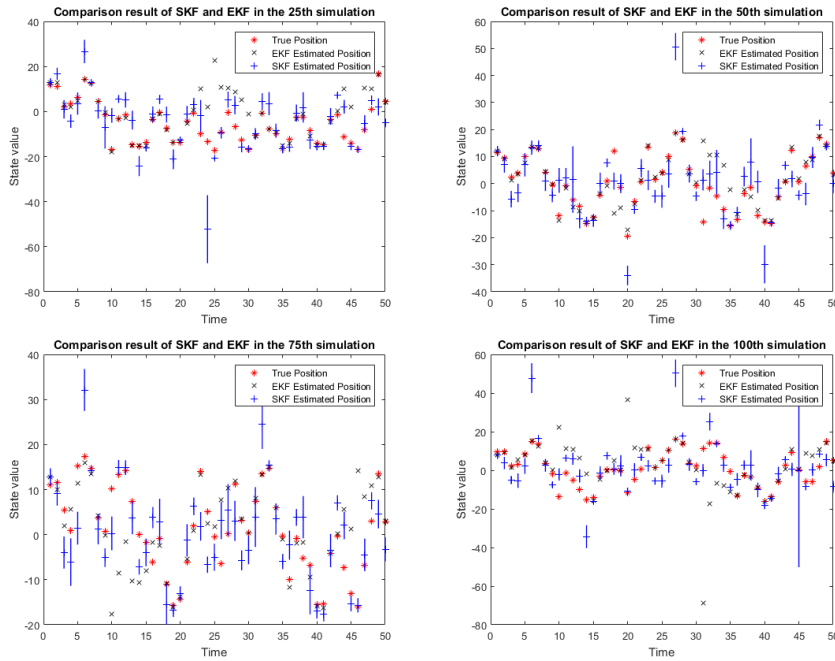 Comparison result of SKF and EKF in the 25th simulation
40
20
0
-20
-40
-60
-80
State value
0 5 10 15 20 25 30 35 40 45 50
Time
True Position
EKF Estimated Position
SKF Estimated Position
Comparison result of SKF and EKF in the 50th simulation
60
50
40
30
20
10
0
-10
-20
-30
-40
State value
0 5 10 15 20 25 30 35 40 45 50
Time
True Position
EKF Estimated Position
SKF Estimated Position
Comparison result of SKF and EKF in the 75th simulation
40
30
20
10
0
-10
-20
State value
0 5 10 15 20 25 30 35 40 45 50
Time
True Position
EKF Estimated Position
SKF Estimated Position
Comparison result of SKF and EKF in the 100th simulation
60
40
20
0
-20
-40
-60
-80
State value
0 5 10 15 20 25 30 35 40 45 50
Time
True Position
EKF Estimated Position
SKF Estimated Position